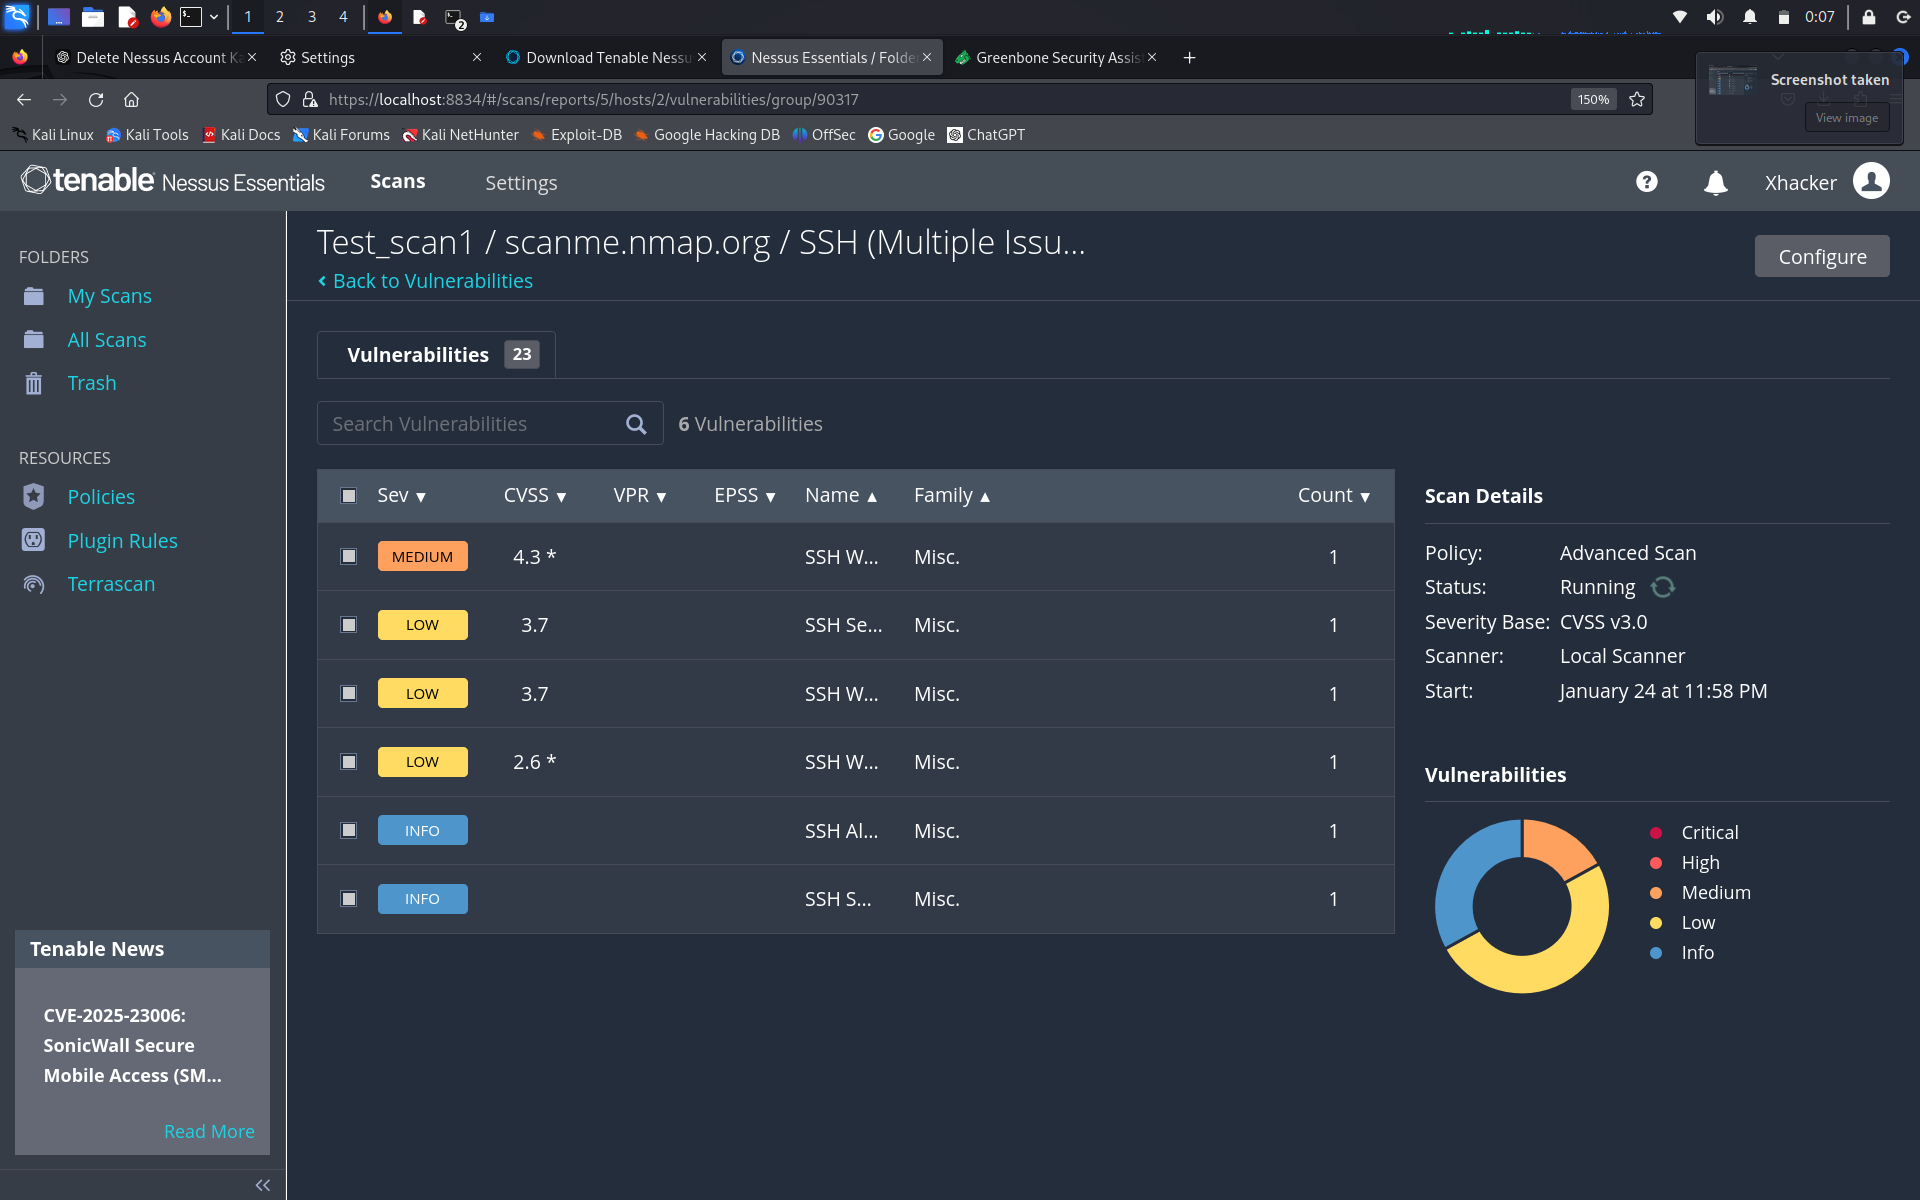 1 2 3 4 2 0:07
Delete Nessus Account Ka Settings Download Tenable Nessu Nessus Essentials / Folde Greenbone Security Assis
https://localhost:8834/#/scans/reports/5/hosts/2/vulnerabilities/group/90317 150%
Screenshot taken
View image
Kali Linux Kali Tools Kali Docs Kali Forums Kali NetHunter Exploit-DB Google Hacking DB OffSec Google ChatGPT
tenable Nessus Essentials Scans Settings Xhacker
FOLDERS
My Scans
All Scans
Trash
RESOURCES
Policies
Plugin Rules
Terrascan
Tenable News
CVE-2025-23006:
SonicWall Secure
Mobile Access (SM...
Read More
Test_scan1 / scanme.nmap.org / SSH (Multiple Issu...
Back to Vulnerabilities
Configure
Vulnerabilities 23
Search Vulnerabilities 6 Vulnerabilities
Sev CVSS VPR EPSS Name Family Count
MEDIUM 4.3 * SSH W... Misc. 1
LOW 3.7 SSH Se... Misc. 1
LOW 3.7 SSH W... Misc. 1
LOW 2.6 * SSH W... Misc. 1
INFO SSH Al... Misc. 1
INFO SSH S... Misc. 1
Scan Details
Policy: Advanced Scan
Status: Running
Severity Base: CVSS v3.0
Scanner: Local Scanner
Start: January 24 at 11:58 PM
Vulnerabilities
Critical
High
Medium
Low
Info